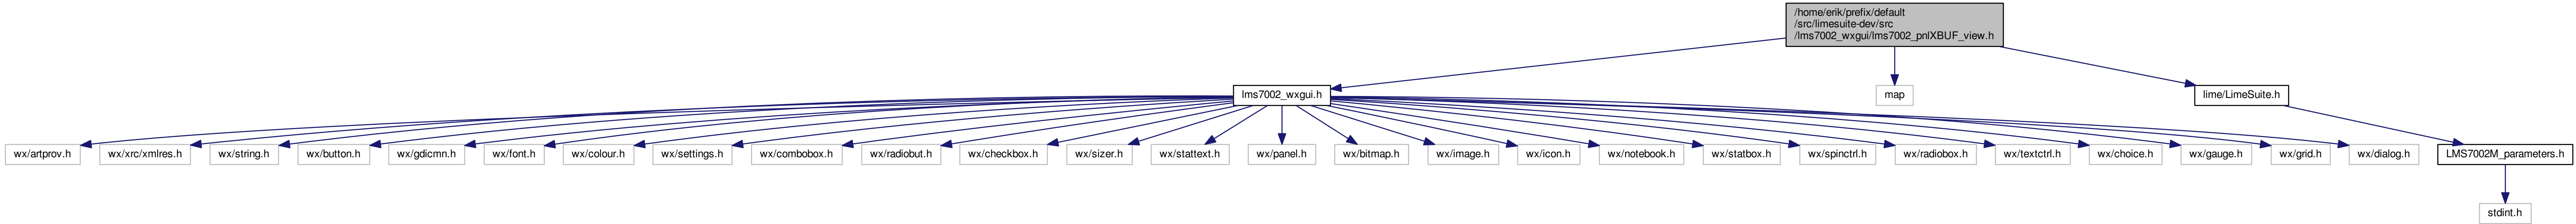 /home/erik/prefix/default
/src/limesuite-dev/src
/lms7002_wxgui/lms7002_pnlXBUF_view.h
lms7002_wxgui.h
map
lime/LimeSuite.h
wx/artprov.h
wx/xrc/xmlres.h
wx/string.h
wx/button.h
wx/gdicmn.h
wx/font.h
wx/colour.h
wx/settings.h
wx/combobox.h
wx/radiobut.h
wx/checkbox.h
wx/sizer.h
wx/stattext.h
wx/panel.h
wx/bitmap.h
wx/image.h
wx/icon.h
wx/notebook.h
wx/statbox.h
wx/spinctrl.h
wx/radiobox.h
wx/textctrl.h
wx/choice.h
wx/gauge.h
wx/grid.h
wx/dialog.h
LMS7002M_parameters.h
stdint.h